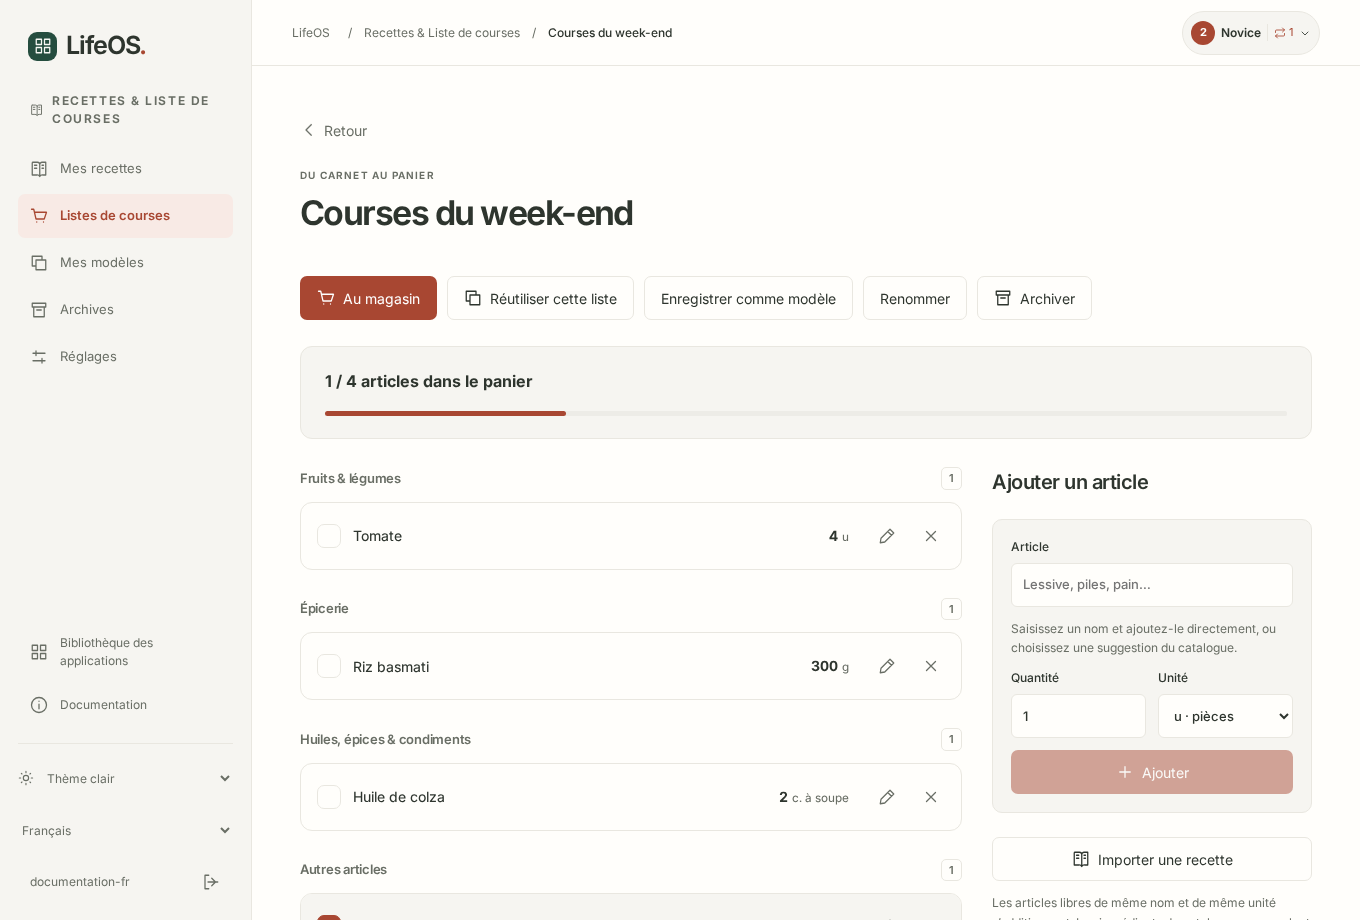 LifeOS.
RECETTES & LISTE DE
COURSES
Mes recettes
Listes de courses
Mes modèles
Archives
Réglages
Bibliothèque des
applications
Documentation
Thème clair
Français
documentation-fr
LifeOS / Recettes & Liste de courses / Courses du week-end
2 Novice 1
Retour
DU CARNET AU PANIER
Courses du week-end
Au magasin
Réutiliser cette liste
Enregistrer comme modèle
Renommer
Archiver
1 / 4 articles dans le panier
Fruits & légumes 1
Tomate 4 u
Épicerie 1
Riz basmati 300 g
Huiles, épices & condiments 1
Huile de colza 2 c. à soupe
Autres articles 1
Ajouter un article
Article
Lessive, piles, pain...
Saisissez un nom et ajoutez-le directement, ou
choisissez une suggestion du catalogue.
Quantité Unité
1 u · pièces
Ajouter
Importer une recette
Les articles libres de même nom et de même unité